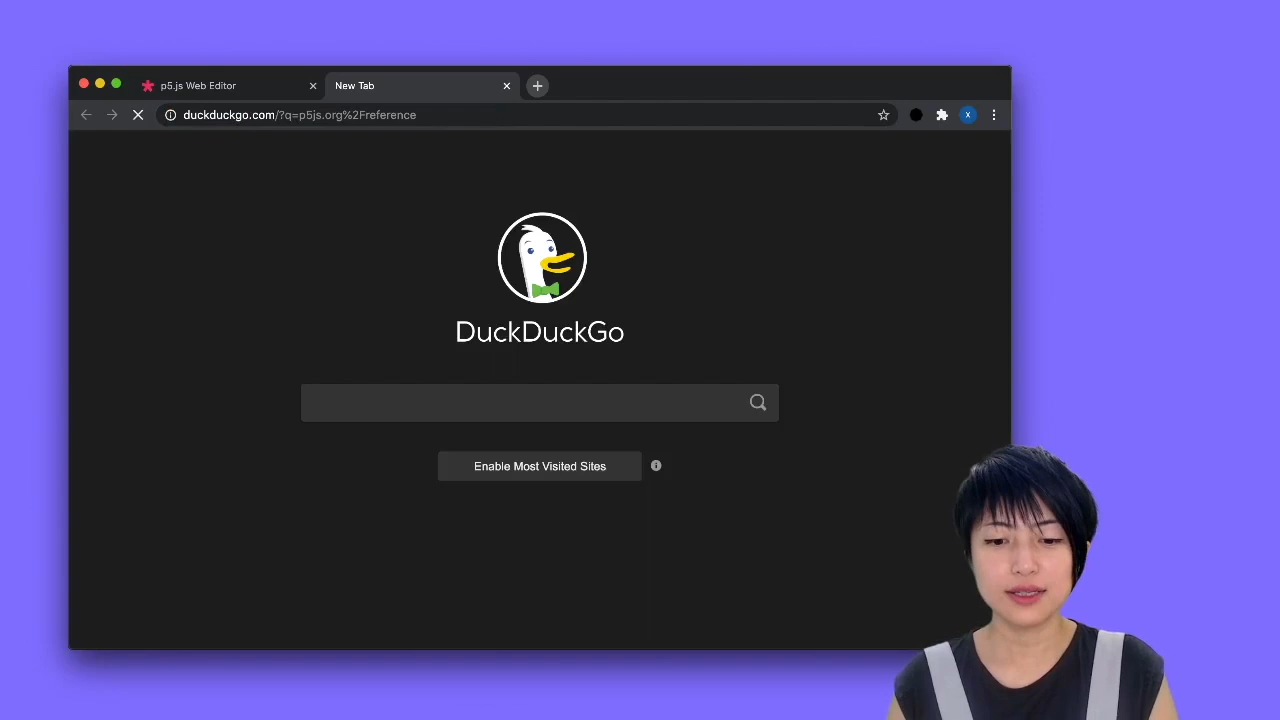 p5.js Web Editor
New Tab
duckduckgo.com/?q=p5js.org%2Freference
X
DuckDuckGo
Enable Most Visited Sites